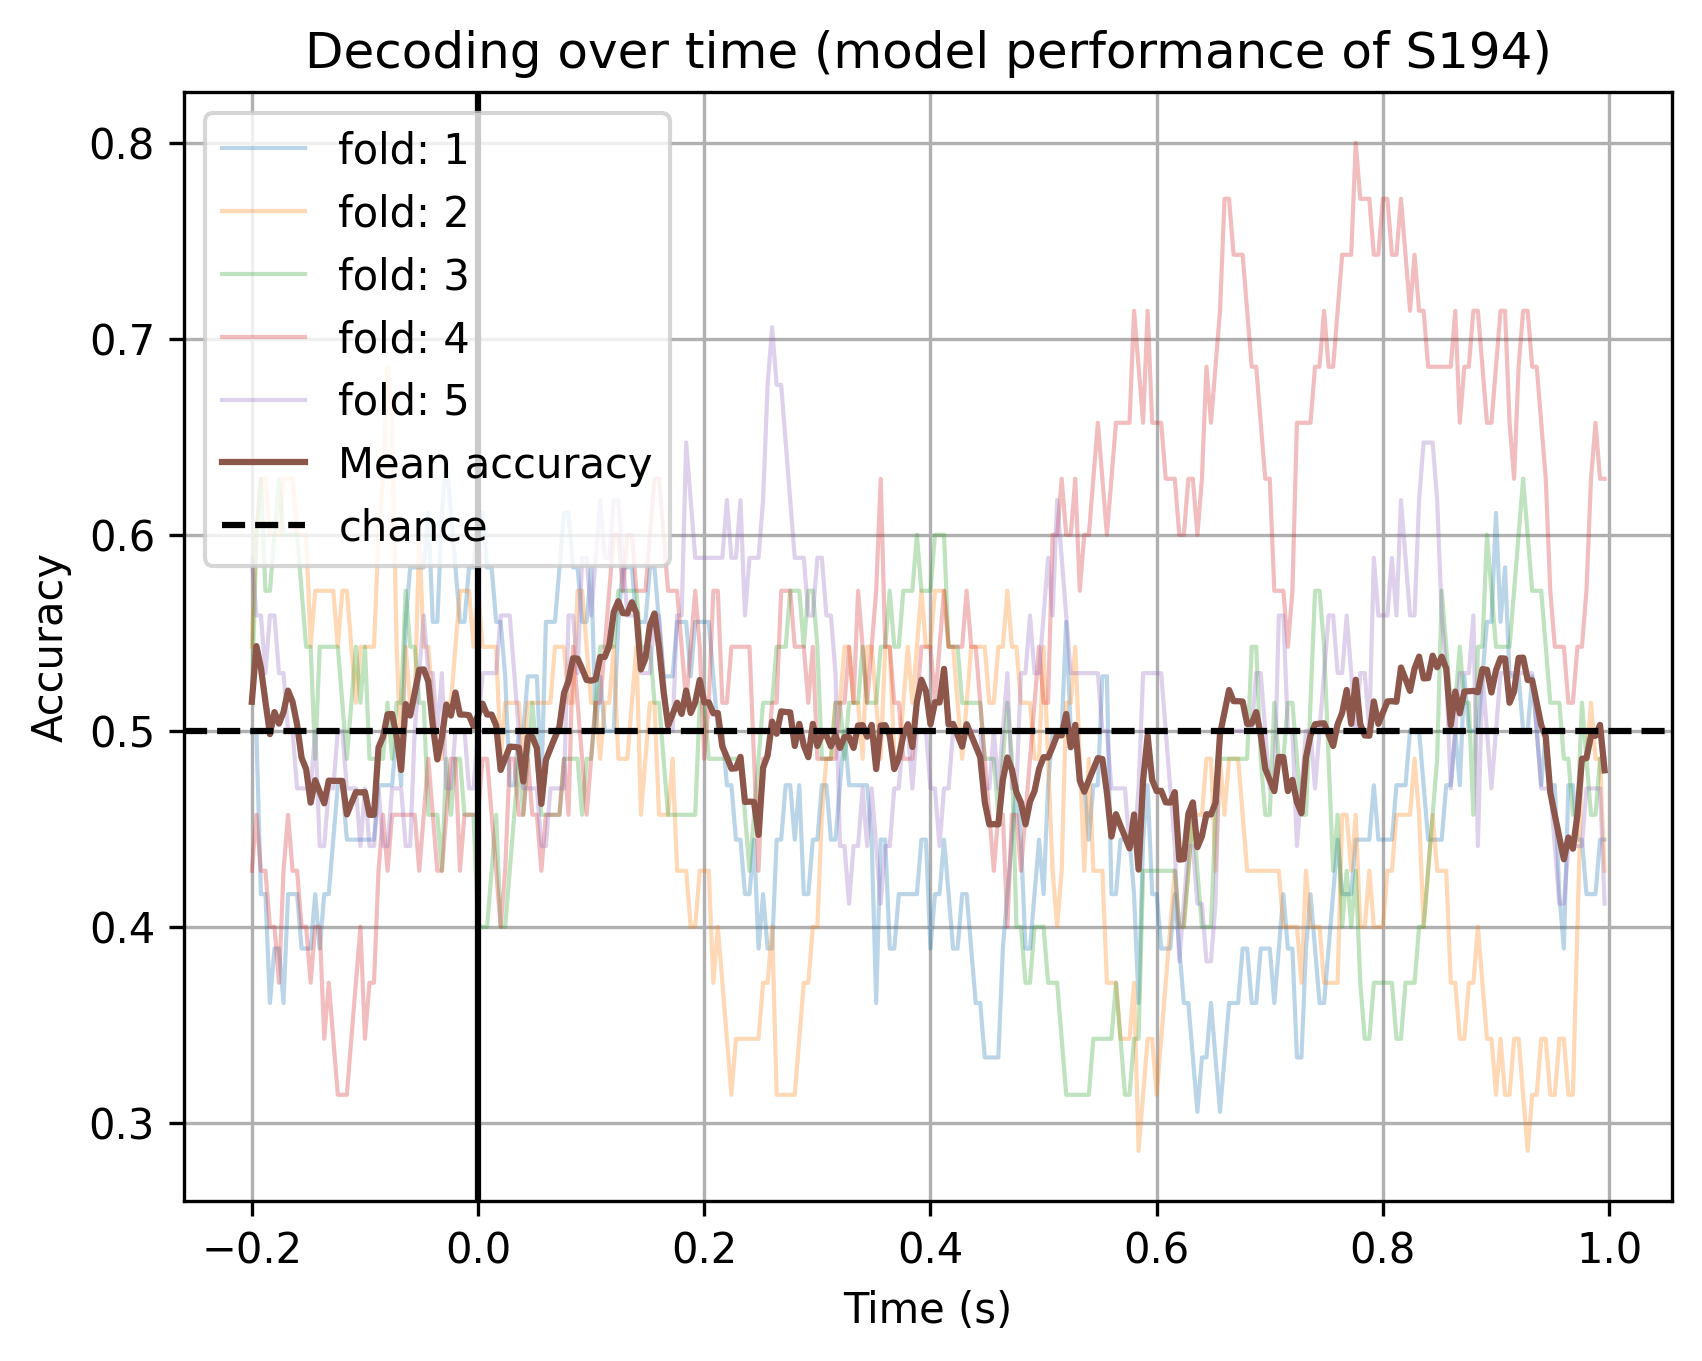 Decoding over time (model performance of S194)
fold: 1
fold: 2
fold: 3
fold: 4
fold: 5
Mean accuracy
chance
Accuracy
0.8
0.7
0.6
0.5
0.4
0.3
−0.2 0.0 0.2 0.4 0.6 0.8 1.0
Time (s)